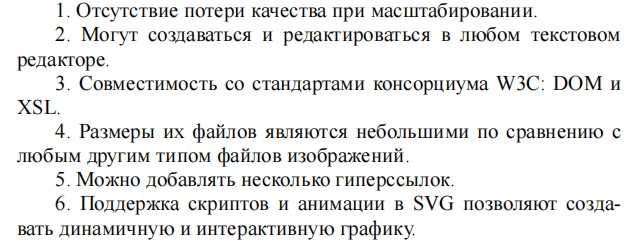 1. Отсутствие потери качества при масштабировании.
2. Могут создаваться и редактироваться в любом текстовом
редакторе.
3. Совместимость со стандартами консорциума W3C: DOM и
XSL.
4. Размеры их файлов являются небольшими по сравнению с
любым другим типом файлов изображений.
5. Можно добавлять несколько гиперссылок.
6. Поддержка скриптов и анимации в SVG позволяют созда-
вать динамичную и интерактивную графику.